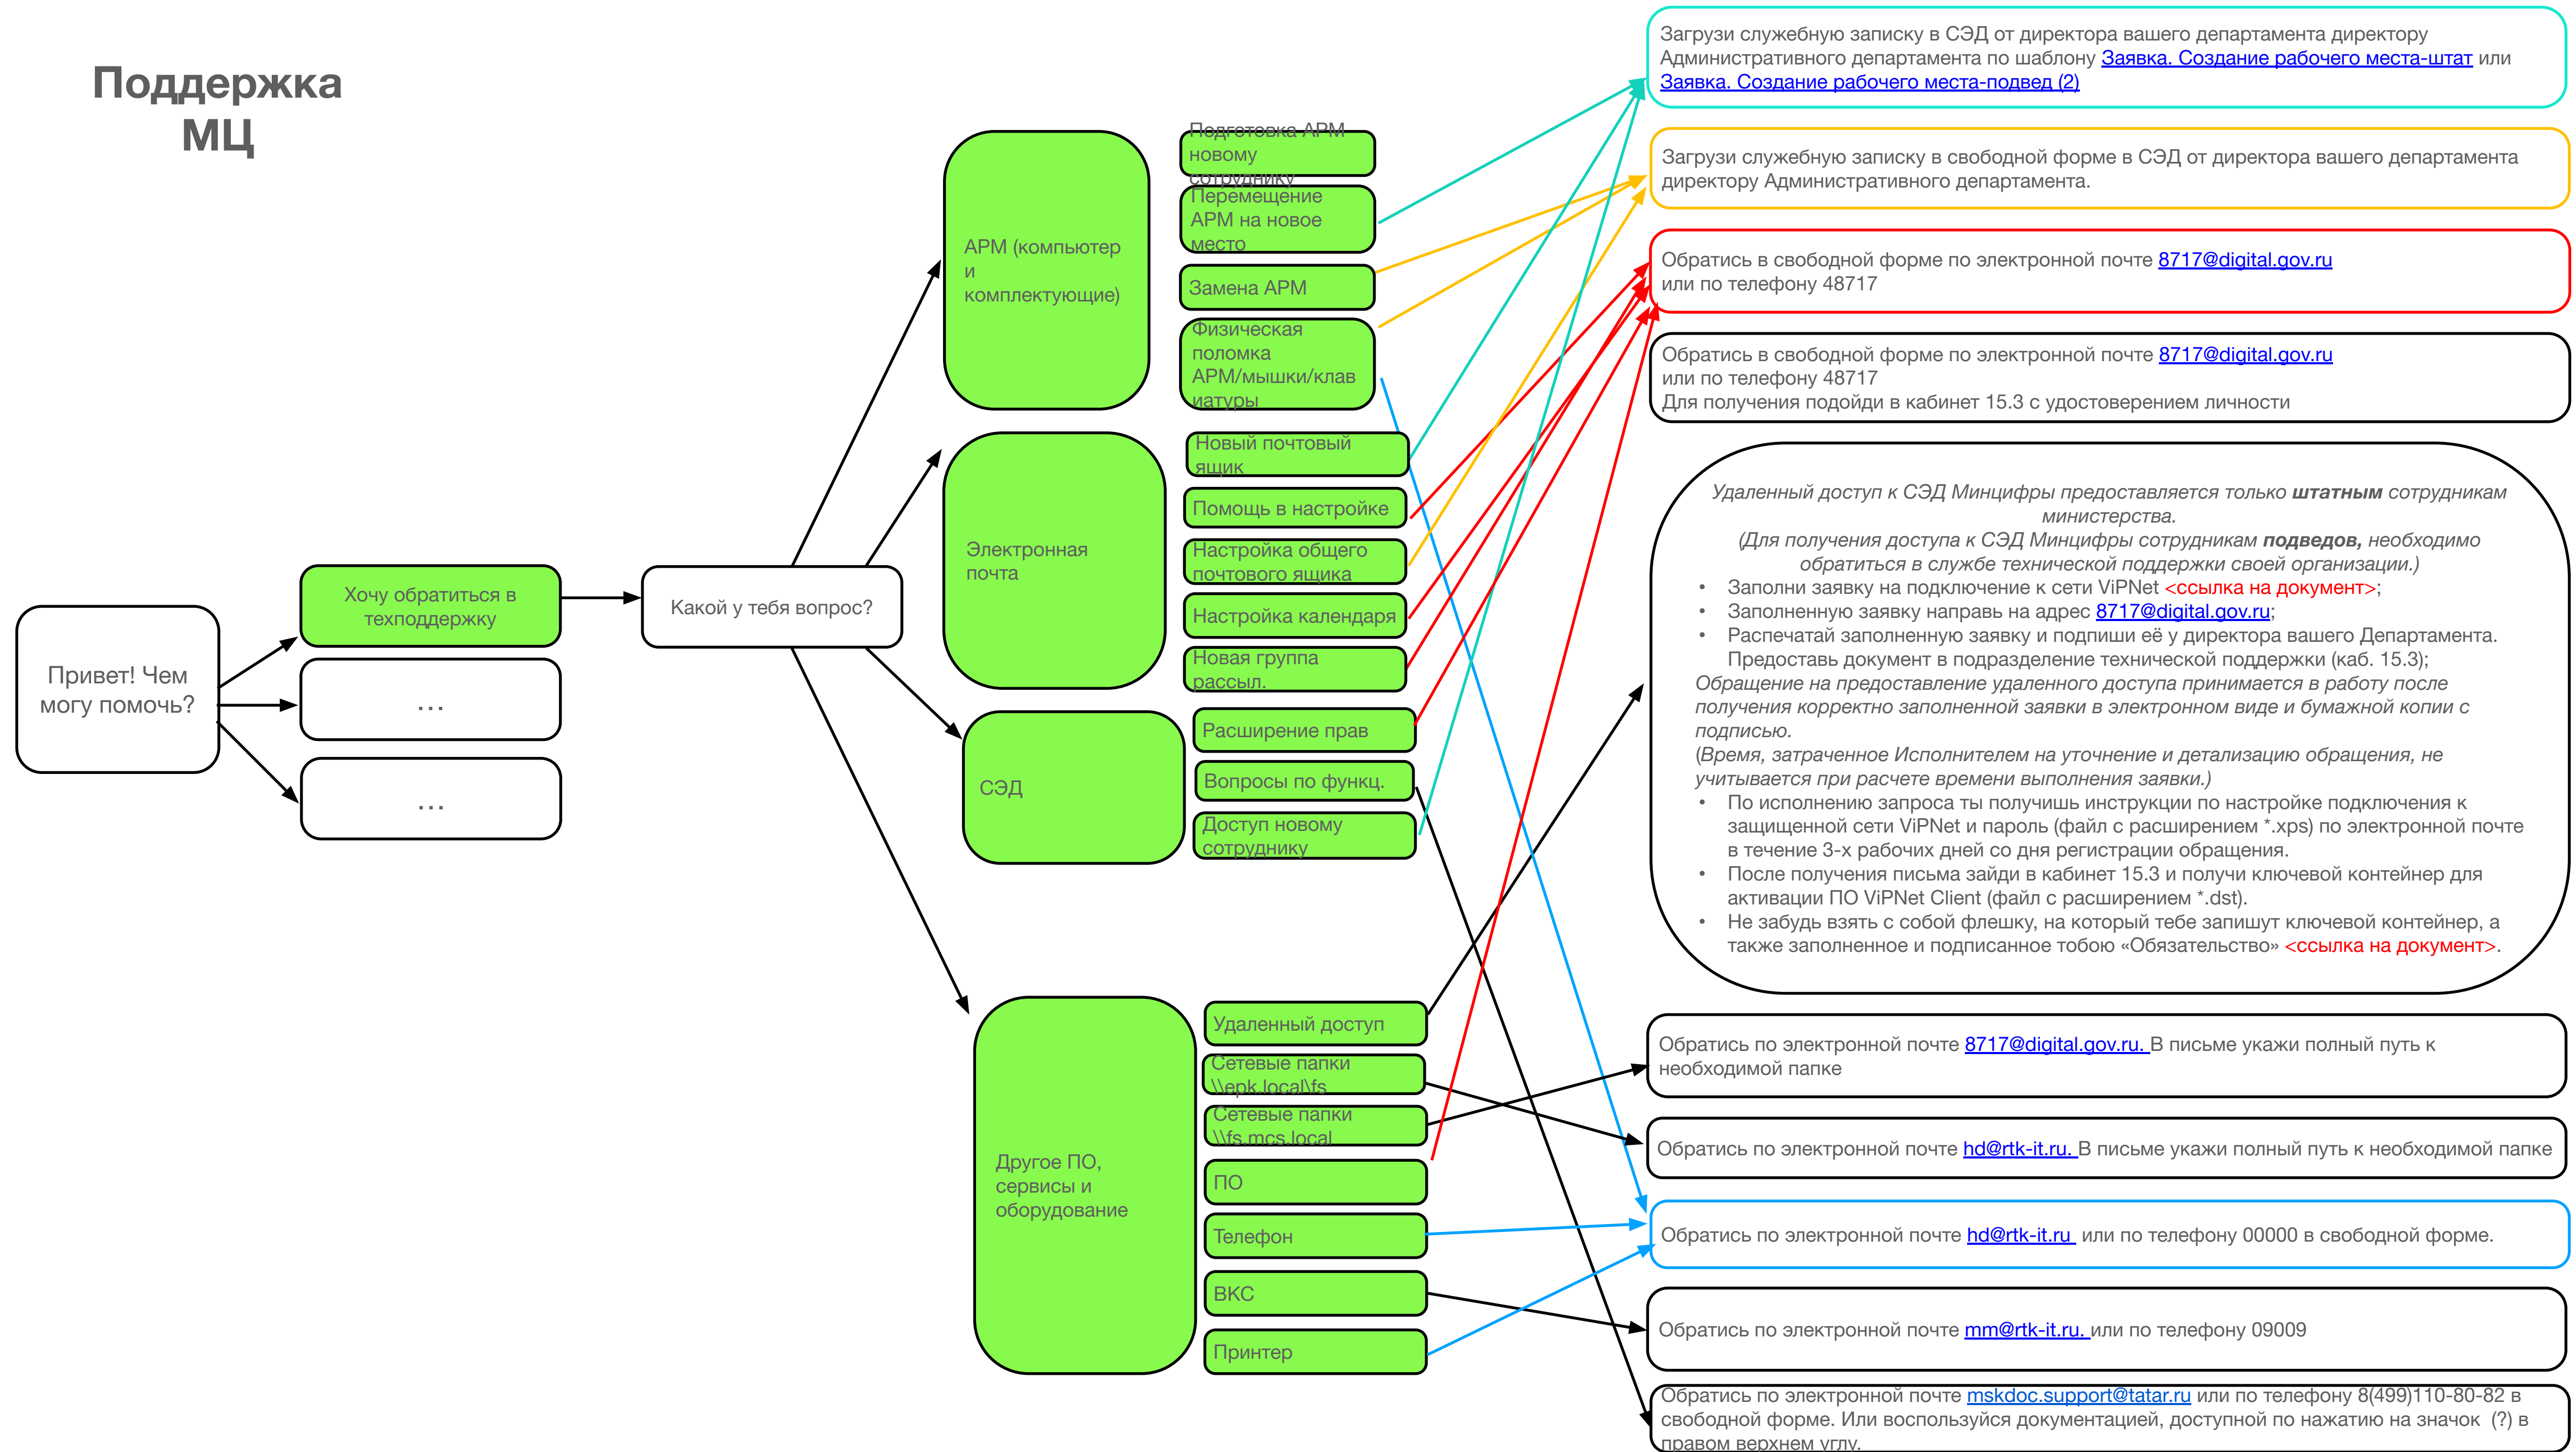 Поддержка
МЦ
Привет! Чем
могу помочь?
Хочу обратиться в
техподдержку
...
...
Какой у тебя вопрос?
АРМ (компьютер
и
комплектующие)
Подготовка АРМ
новому
сотруднику
Перемещение
АРМ на новое
место
Замена АРМ
Физическая
поломка
АРМ/мышки/клав
иатуры
Электронная
почта
Новый почтовый
ящик
Помощь в настройке
Настройка общего
почтового ящика
Настройка календаря
Новая группа
рассыл.
СЭД
Расширение прав
Вопросы по функц.
Доступ новому
сотруднику
Другое ПО,
сервисы и
оборудование
Удаленный доступ
Сетевые папки
\\epk.local\fs
Сетевые папки
\\fs.mcs.local
ПО
Телефон
ВКС
Принтер
Загрузи служебную записку в СЭД от директора вашего департамента директору
Административного департамента по шаблону Заявка. Создание рабочего места-штат или
Заявка. Создание рабочего места-подвед (2)
Загрузи служебную записку в свободной форме в СЭД от директора вашего департамента
директору Административного департамента.
Обратись в свободной форме по электронной почте 8717@digital.gov.ru
или по телефону 48717
Обратись в свободной форме по электронной почте 8717@digital.gov.ru
или по телефону 48717
Для получения подойди в кабинет 15.3 с удостоверением личности
Удаленный доступ к СЭД Минцифры предоставляется только штатным сотрудникам
министерства.
(Для получения доступа к СЭД Минцифры сотрудникам подведов, необходимо
обратиться в службе технической поддержки своей организации.)
• Заполни заявку на подключение к сети ViPNet <ссылка на документ>;
• Заполненную заявку направь на адрес 8717@digital.gov.ru;
• Распечатай заполненную заявку и подпиши её у директора вашего Департамента.
Предоставь документ в подразделение технической поддержки (каб. 15.3);
Обращение на предоставление удаленного доступа принимается в работу после
получения корректно заполненной заявки в электронном виде и бумажной копии с
подписью.
(Время, затраченное Исполнителем на уточнение и детализацию обращения, не
учитывается при расчете времени выполнения заявки.)
• По исполнению запроса ты получишь инструкции по настройке подключения к
защищенной сети ViPNet и пароль (файл с расширением *.xps) по электронной почте
в течение 3-х рабочих дней со дня регистрации обращения.
• После получения письма зайди в кабинет 15.3 и получи ключевой контейнер для
активации ПО ViPNet Client (файл с расширением *.dst).
• Не забудь взять с собой флешку, на который тебе запишут ключевой контейнер, а
также заполненное и подписанное тобою «Обязательство» <ссылка на документ>.
Обратись по электронной почте 8717@digital.gov.ru. В письме укажи полный путь к
необходимой папке
Обратись по электронной почте hd@rtk-it.ru. В письме укажи полный путь к необходимой папке
Обратись по электронной почте hd@rtk-it.ru или по телефону 00000 в свободной форме.
Обратись по электронной почте mm@rtk-it.ru. или по телефону 09009
Обратись по электронной почте mskdoc.support@tatar.ru или по телефону 8(499)110-80-82 в
свободной форме. Или воспользуйся документацией, доступной по нажатию на значок (?) в
правом верхнем углу.